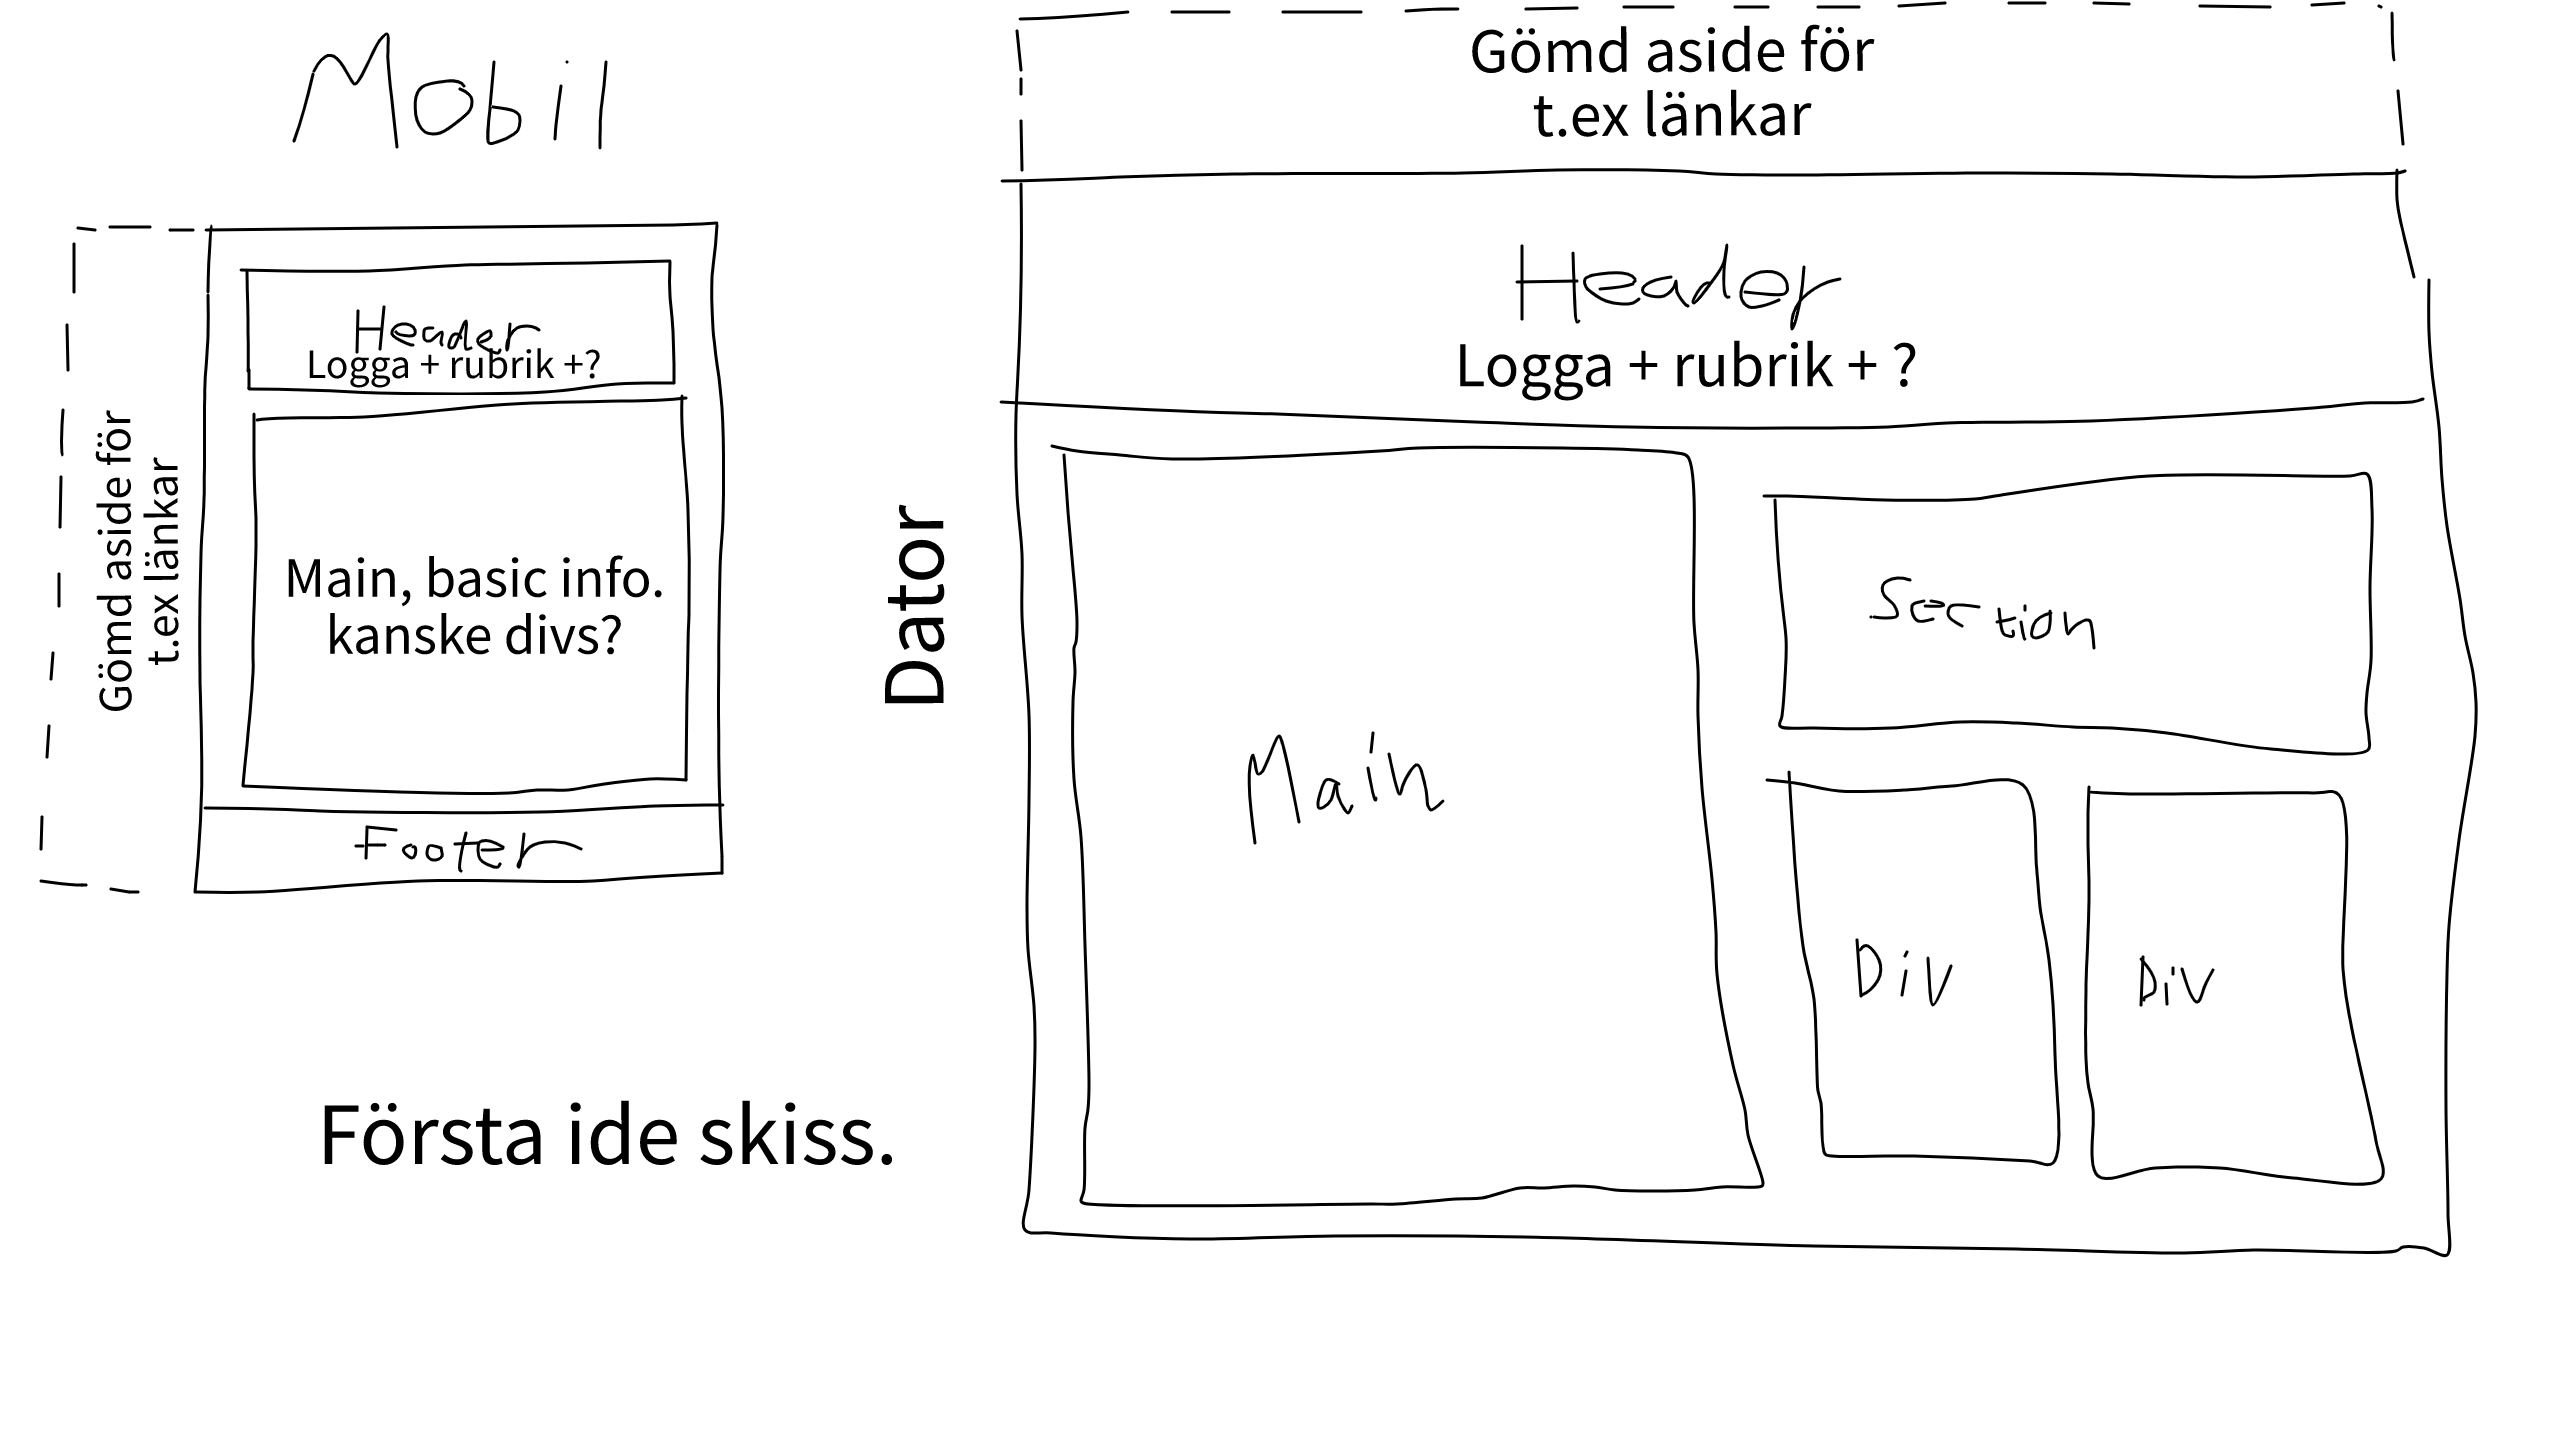 Mobil
Gömd aside för
t.ex länkar
Header
Logga + rubrik +?
Main, basic info.
kanske divs?
Footer
Första ide skiss.
Dator
Gömd aside för
t.ex länkar
Header
Logga + rubrik + ?
Main
Section
Div
Div